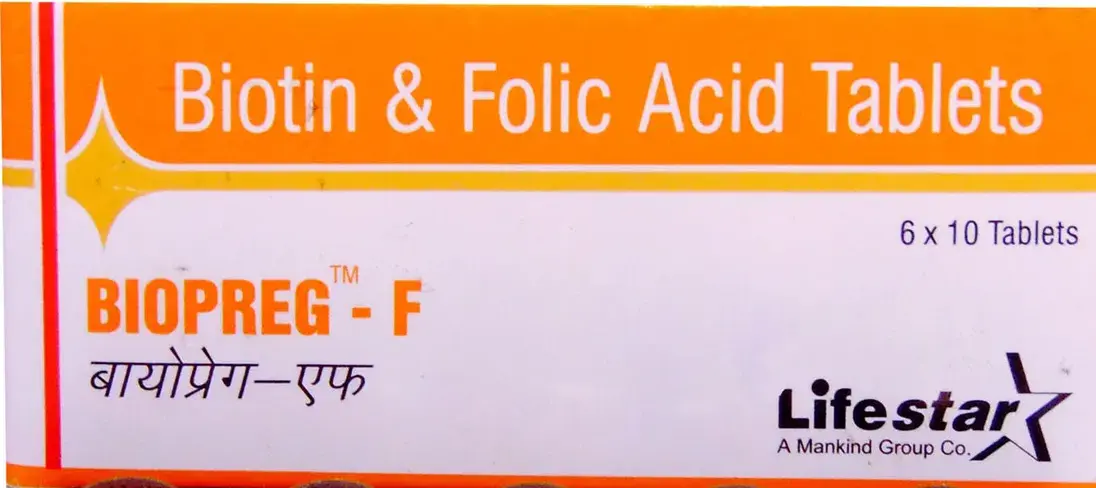 Biotin & Folic Acid Tablets
6 x 10 Tablets
BIOPREG™ - F
बायोप्रेग–एफ
Lifestar
A Mankind Group Co.